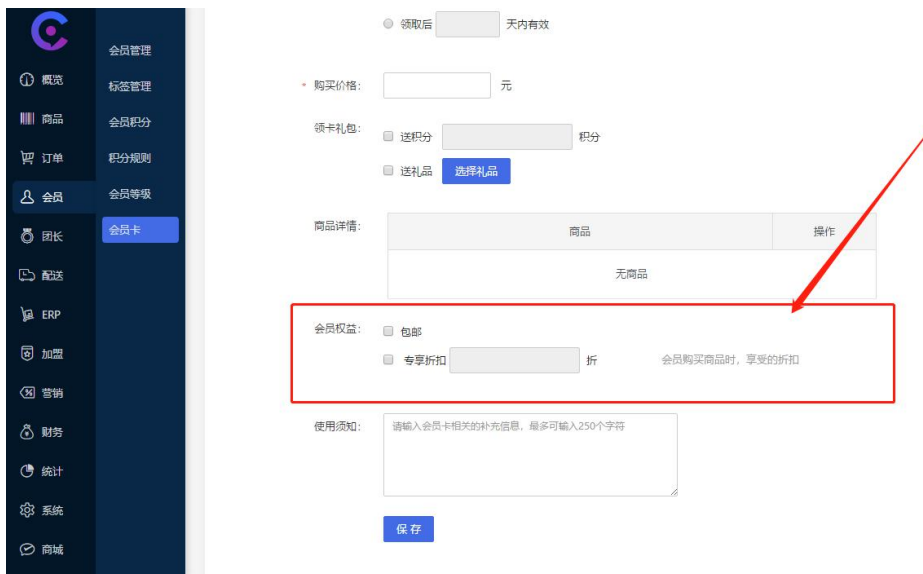 概览
商品
订单
会员
团长
配送
ERP
加盟
营销
财务
统计
系统
商城
会员管理
标签管理
会员积分
积分规则
会员等级
会员卡
领取后 天内有效
* 购买价格: 元
领卡礼包: 送积分 积分
送礼品 选择礼品
商品详情: 商品 操作
无商品
会员权益: 包邮
专享折扣 折 会员购买商品时，享受的折扣
使用须知: 请输入会员卡相关的补充信息，最多可输入250个字符
保存